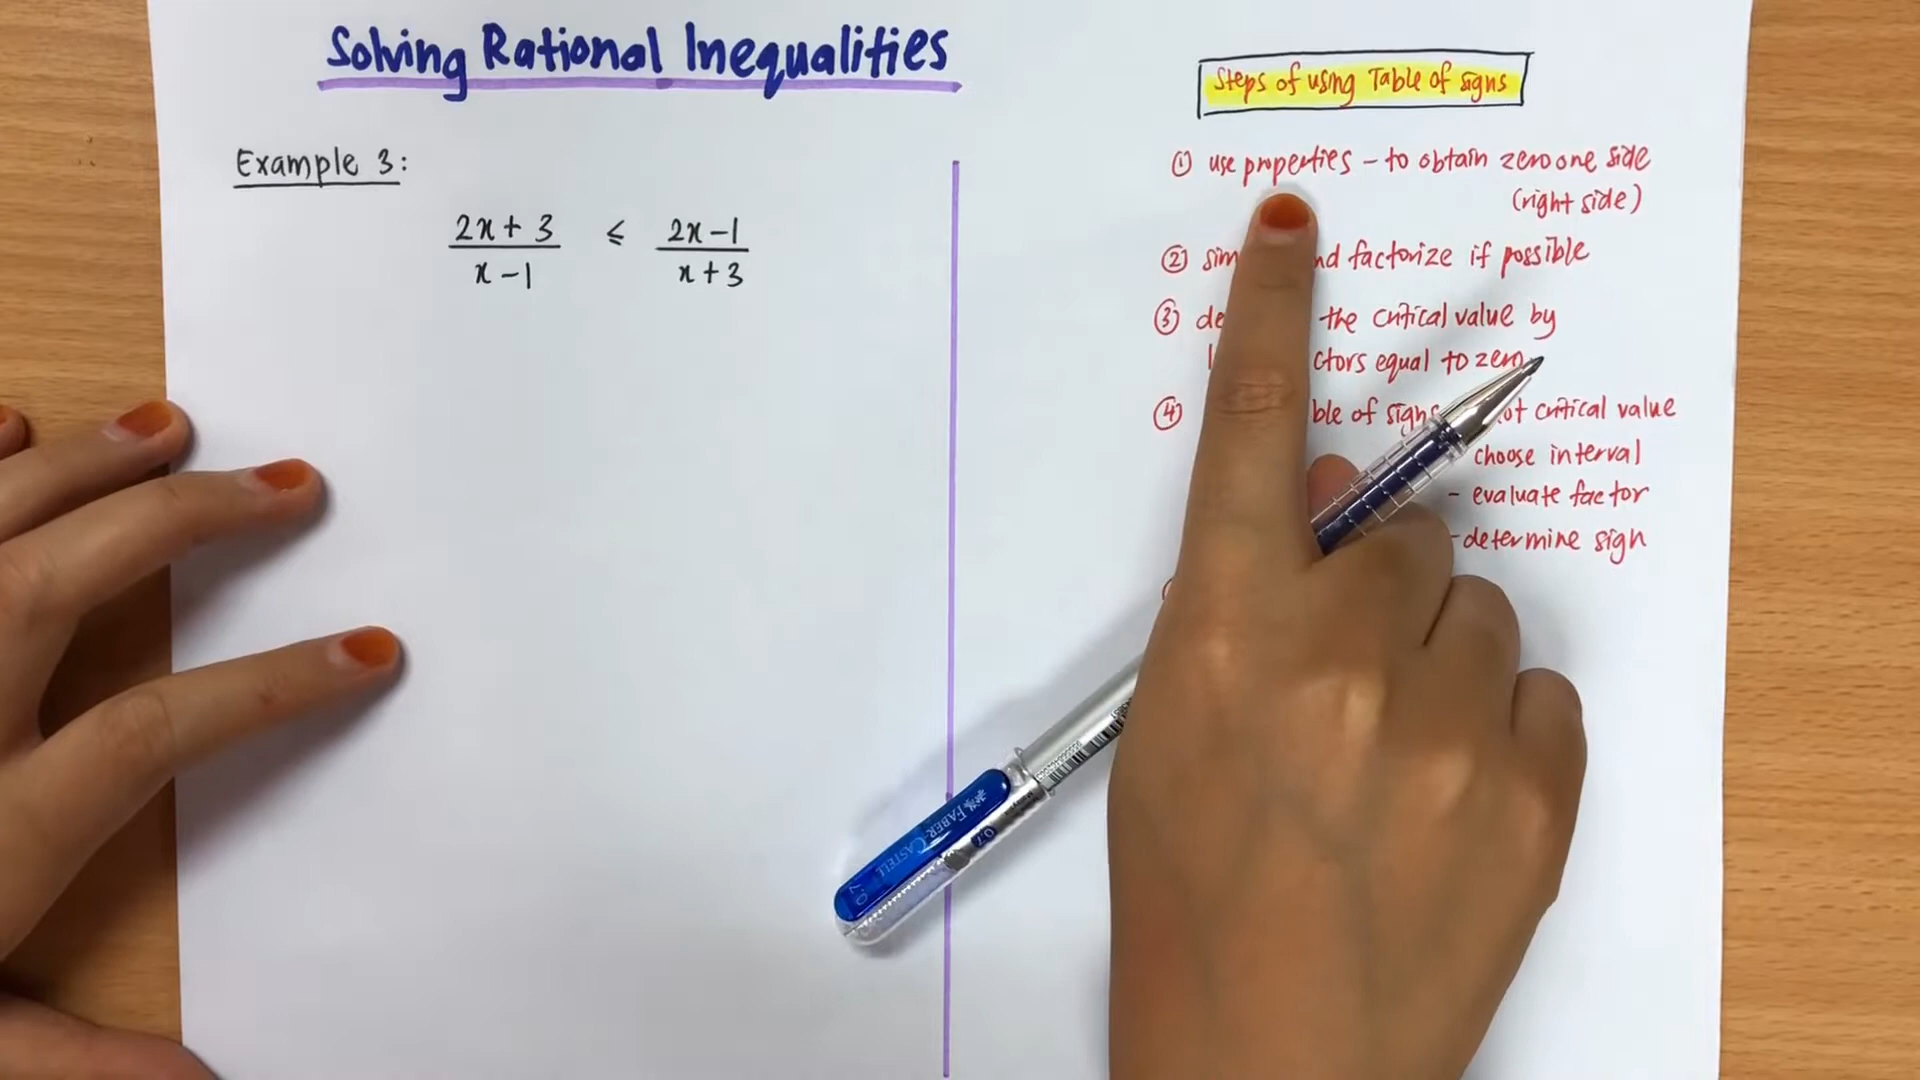 Solving Rational Inequalities
Example 3:
2x + 3 ≤ 2x - 1
x - 1 x + 3
Steps of using Table of signs
① use properties - to obtain zero one side
(right side)
② factorize if possible
③ the critical value by
equal to zero
④ of signs critical value
choose interval
- evaluate factor
- determine sign
FABER-CASTELL
0.7
0.7